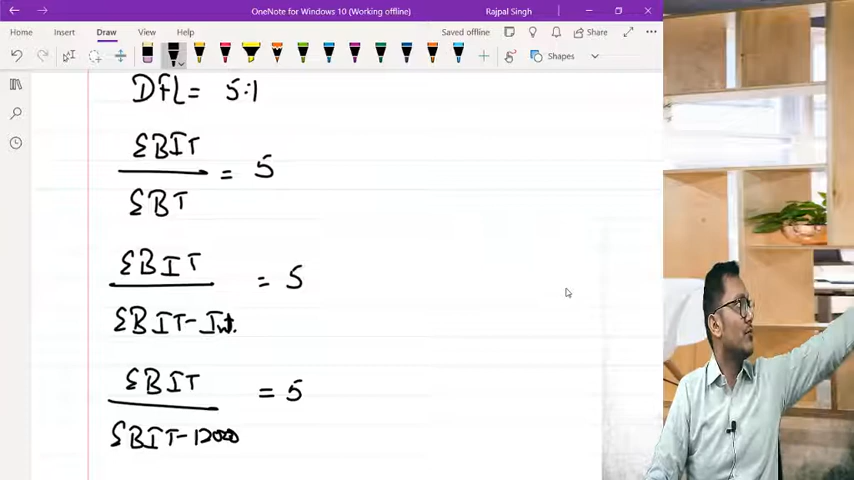 OneNote for Windows 10 (Working offline)
Rajpal Singh
Home Insert Draw View Help Saved offline Share
Shapes
DFL = 5:1
EBIT
= 5
EBT
EBIT
= 5
EBIT-Int.
EBIT
= 5
EBIT-12000